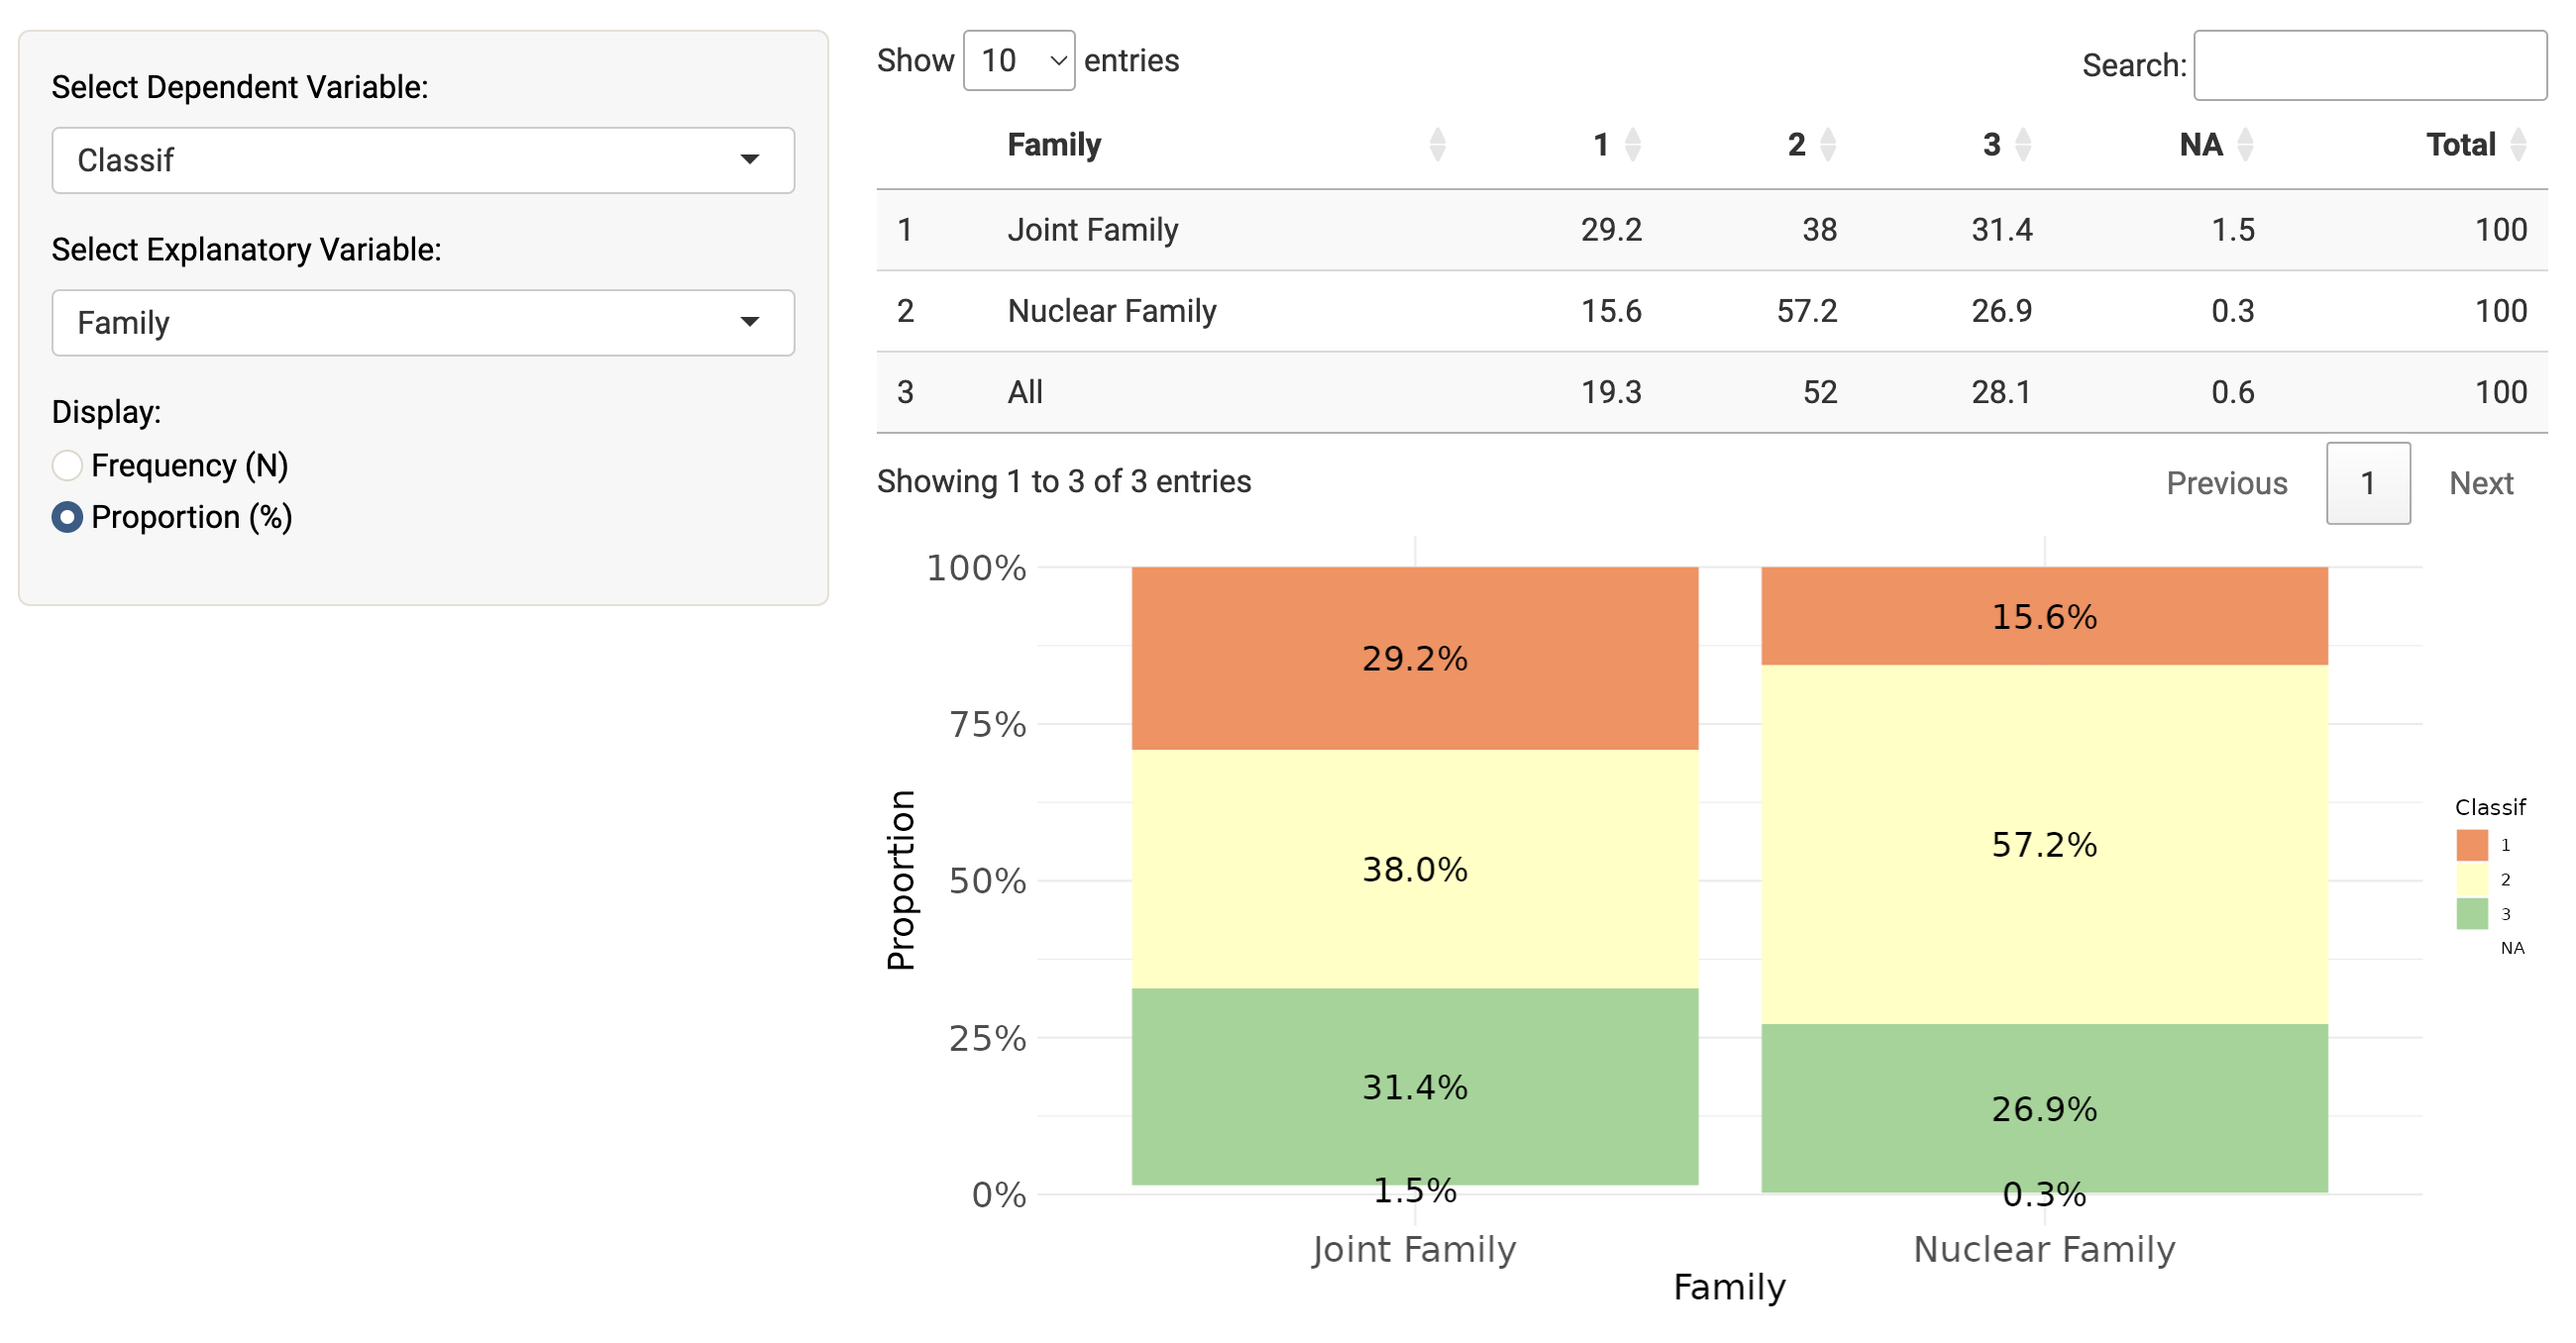 Select Dependent Variable:
Classif
Select Explanatory Variable:
Family
Display:
Frequency (N)
Proportion (%)
Show 10 entries
Search:
Family 1 2 3 NA Total
1 Joint Family 29.2 38 31.4 1.5 100
2 Nuclear Family 15.6 57.2 26.9 0.3 100
3 All 19.3 52 28.1 0.6 100
Showing 1 to 3 of 3 entries
Previous 1 Next
100%
75%
50%
25%
0%
Proportion
29.2%
38.0%
31.4%
1.5%
15.6%
57.2%
26.9%
0.3%
Joint Family
Nuclear Family
Family
Classif
1
2
3
NA